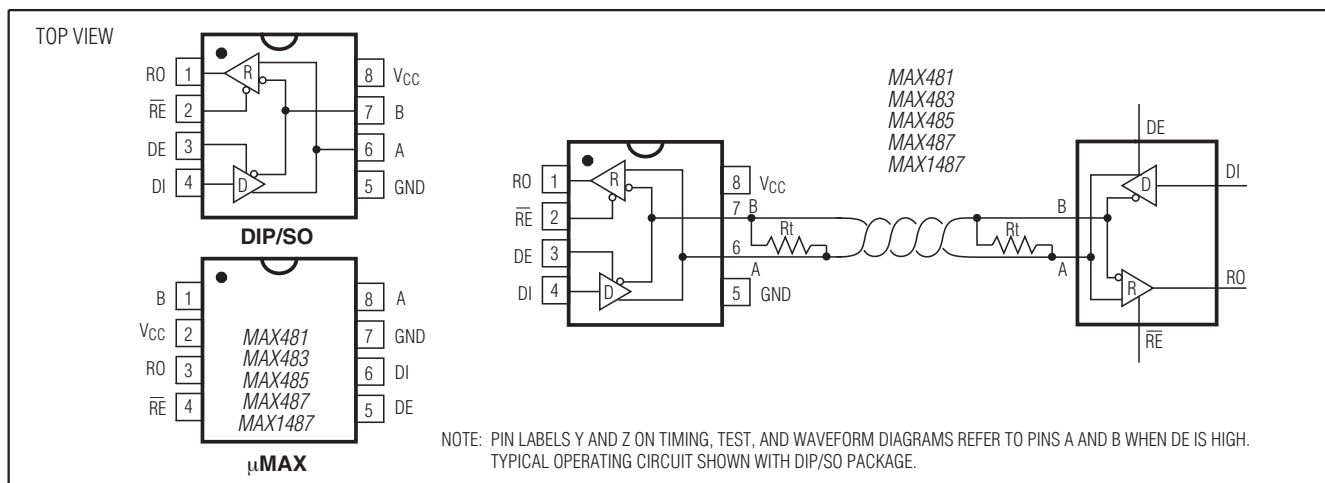 TOP VIEW
RO 1
RE 2
DE 3
DI 4
8 VCC
7 B
6 A
5 GND
R
D
DIP/SO
B 1
VCC 2
RO 3
RE 4
8 A
7 GND
6 DI
5 DE
MAX481
MAX483
MAX485
MAX487
MAX1487
µMAX
RO 1
RE 2
DE 3
DI 4
R
D
8 VCC
7 B
Rt
6
A
5 GND
MAX481
MAX483
MAX485
MAX487
MAX1487
B
Rt
A
DE
D
DI
R
RO
RE
NOTE: PIN LABELS Y AND Z ON TIMING, TEST, AND WAVEFORM DIAGRAMS REFER TO PINS A AND B WHEN DE IS HIGH.
TYPICAL OPERATING CIRCUIT SHOWN WITH DIP/SO PACKAGE.